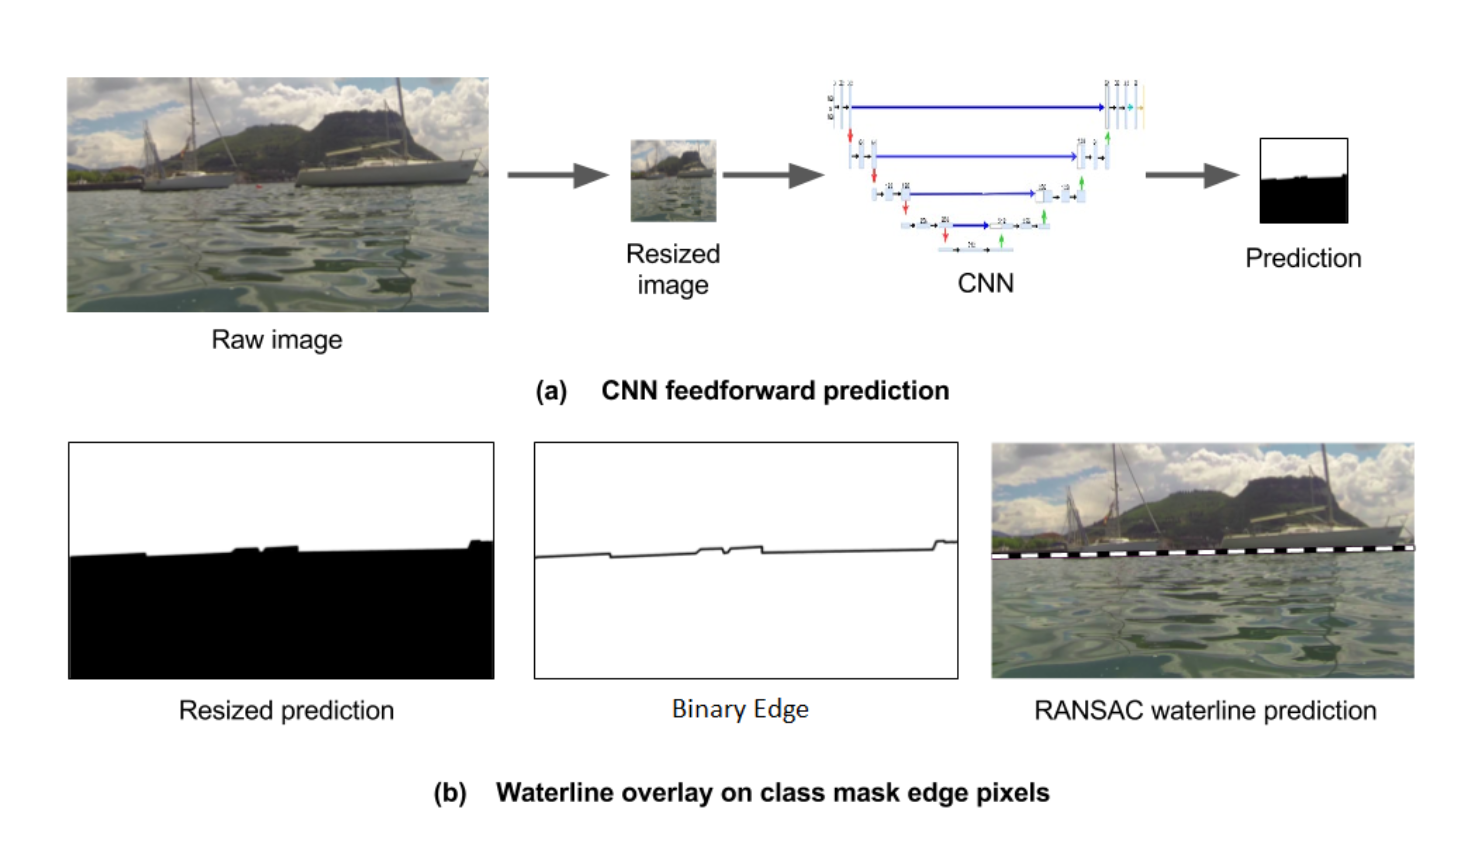 Raw image
Resized
image
CNN
Prediction
(a) CNN feedforward prediction
Resized prediction
Binary Edge
RANSAC waterline prediction
(b) Waterline overlay on class mask edge pixels